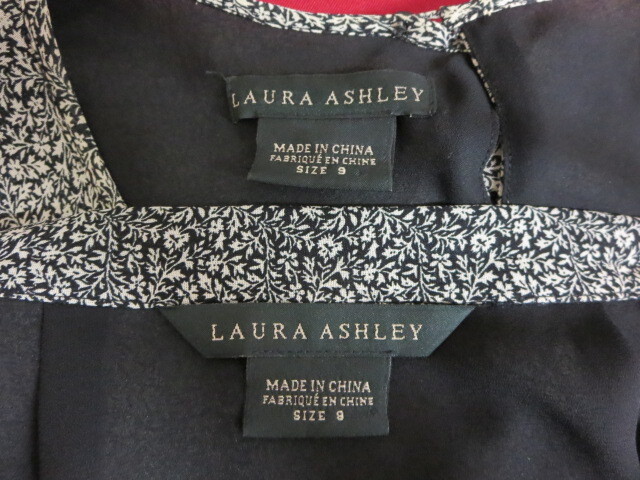 LAURA ASHLEY
MADE IN CHINA
FABRIQUÉ EN CHINE
SIZE 9
LAURA ASHLEY
MADE IN CHINA
FABRIQUÉ EN CHINE
SIZE 9